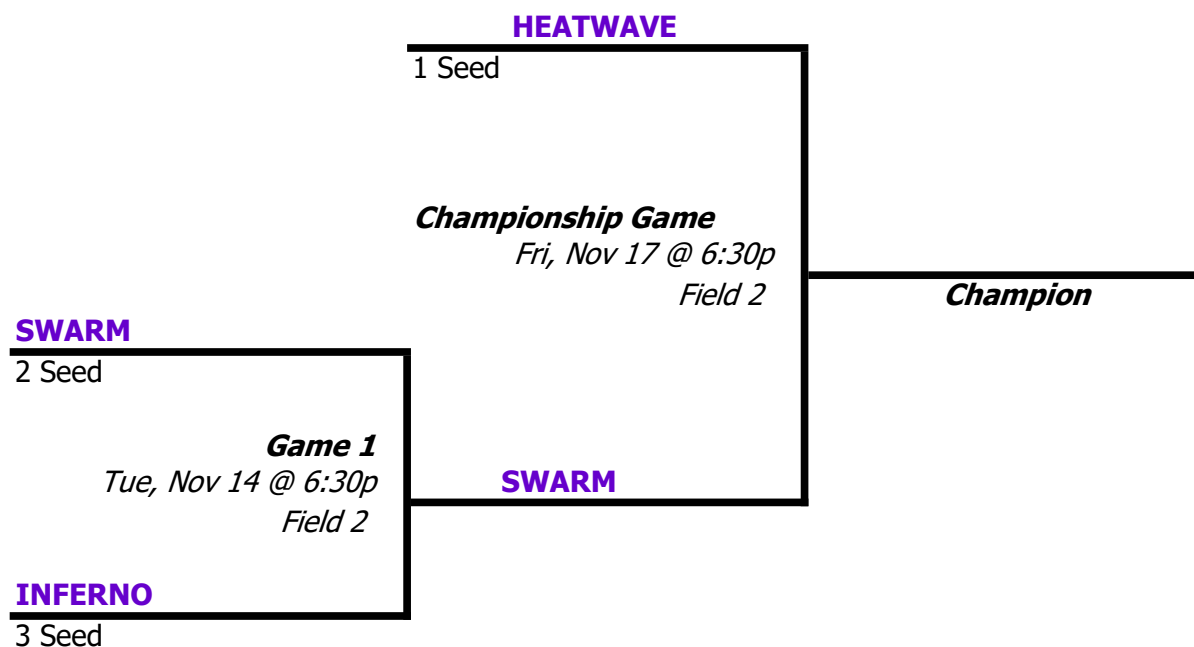 HEATWAVE
1 Seed
Championship Game
Fri, Nov 17 @ 6:30p
Field 2
Champion
SWARM
2 Seed
Game 1
Tue, Nov 14 @ 6:30p
Field 2
SWARM
INFERNO
3 Seed